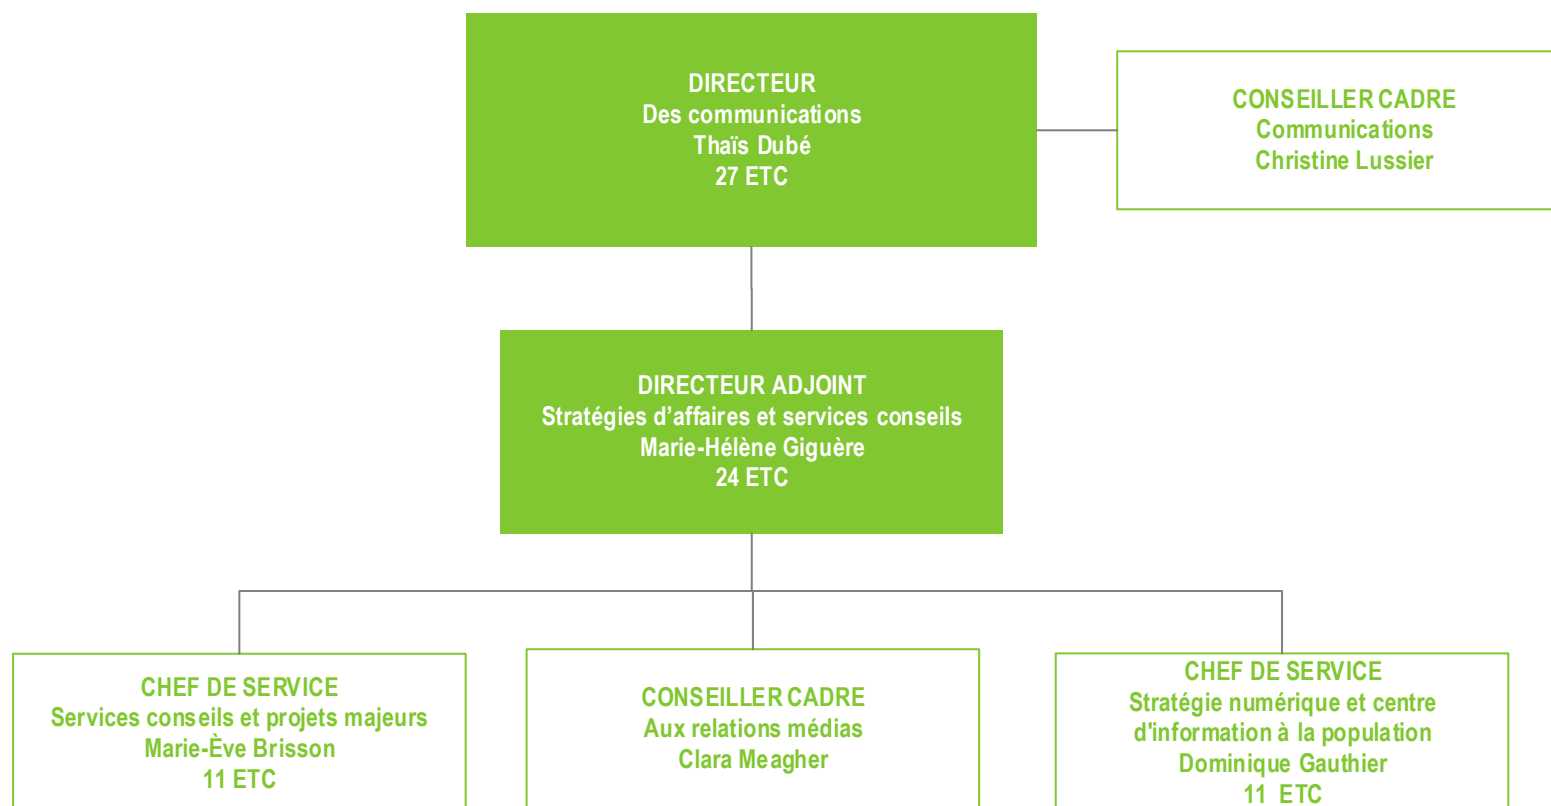 DIRECTEUR
Des communications
Thaïs Dubé
27 ETC
CONSEILLER CADRE
Communications
Christine Lussier
DIRECTEUR ADJOINT
Stratégies d’affaires et services conseils
Marie-Hélène Giguère
24 ETC
CHEF DE SERVICE
Services conseils et projets majeurs
Marie-Ève Brisson
11 ETC
CONSEILLER CADRE
Aux relations médias
Clara Meagher
CHEF DE SERVICE
Stratégie numérique et centre
d'information à la population
Dominique Gauthier
11 ETC